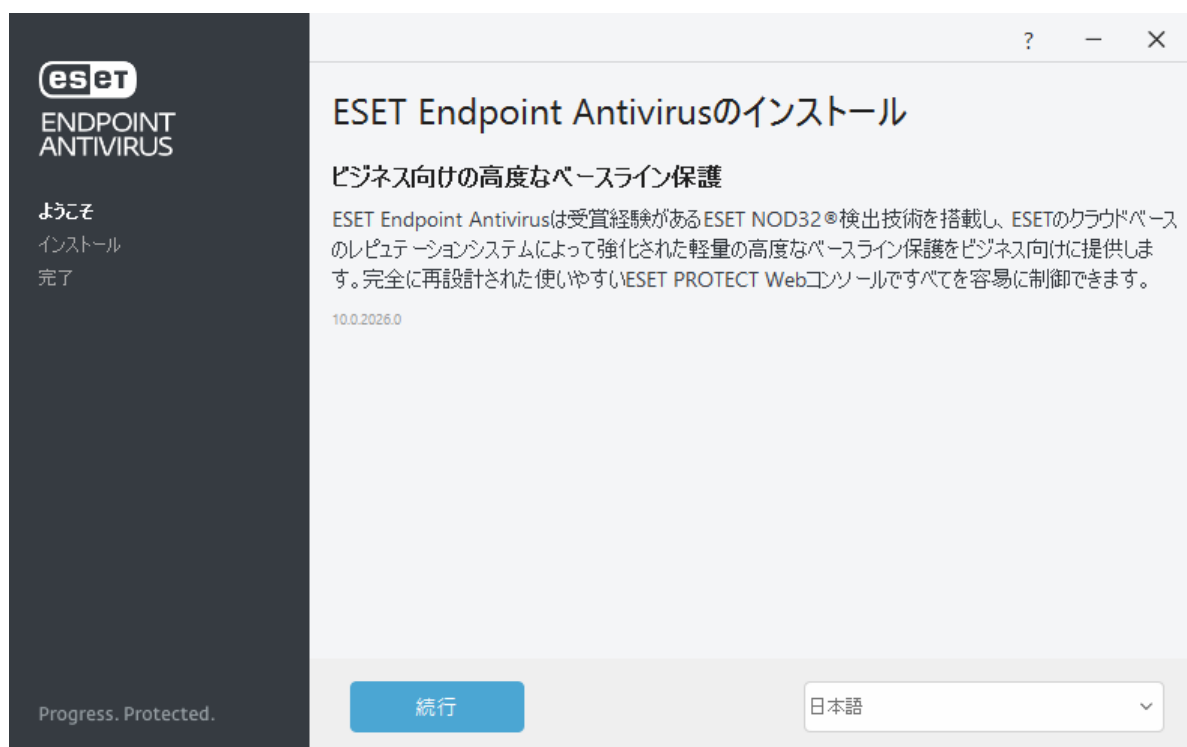 ?
eset
ENDPOINT
ANTIVIRUS
ようこそ
インストール
完了
Progress. Protected.
ESET Endpoint Antivirusのインストール
ビジネス向けの高度なベースライン保護
ESET Endpoint Antivirusは受賞経験があるESET NOD32®検出技術を搭載し、ESETのクラウドベース
のレピュテーションシステムによって強化された軽量の高度なベースライン保護をビジネス向けに提供しま
す。完全に再設計された使いやすいESET PROTECT Webコンソールですべてを容易に制御できます。
10.0.2026.0
続行
日本語